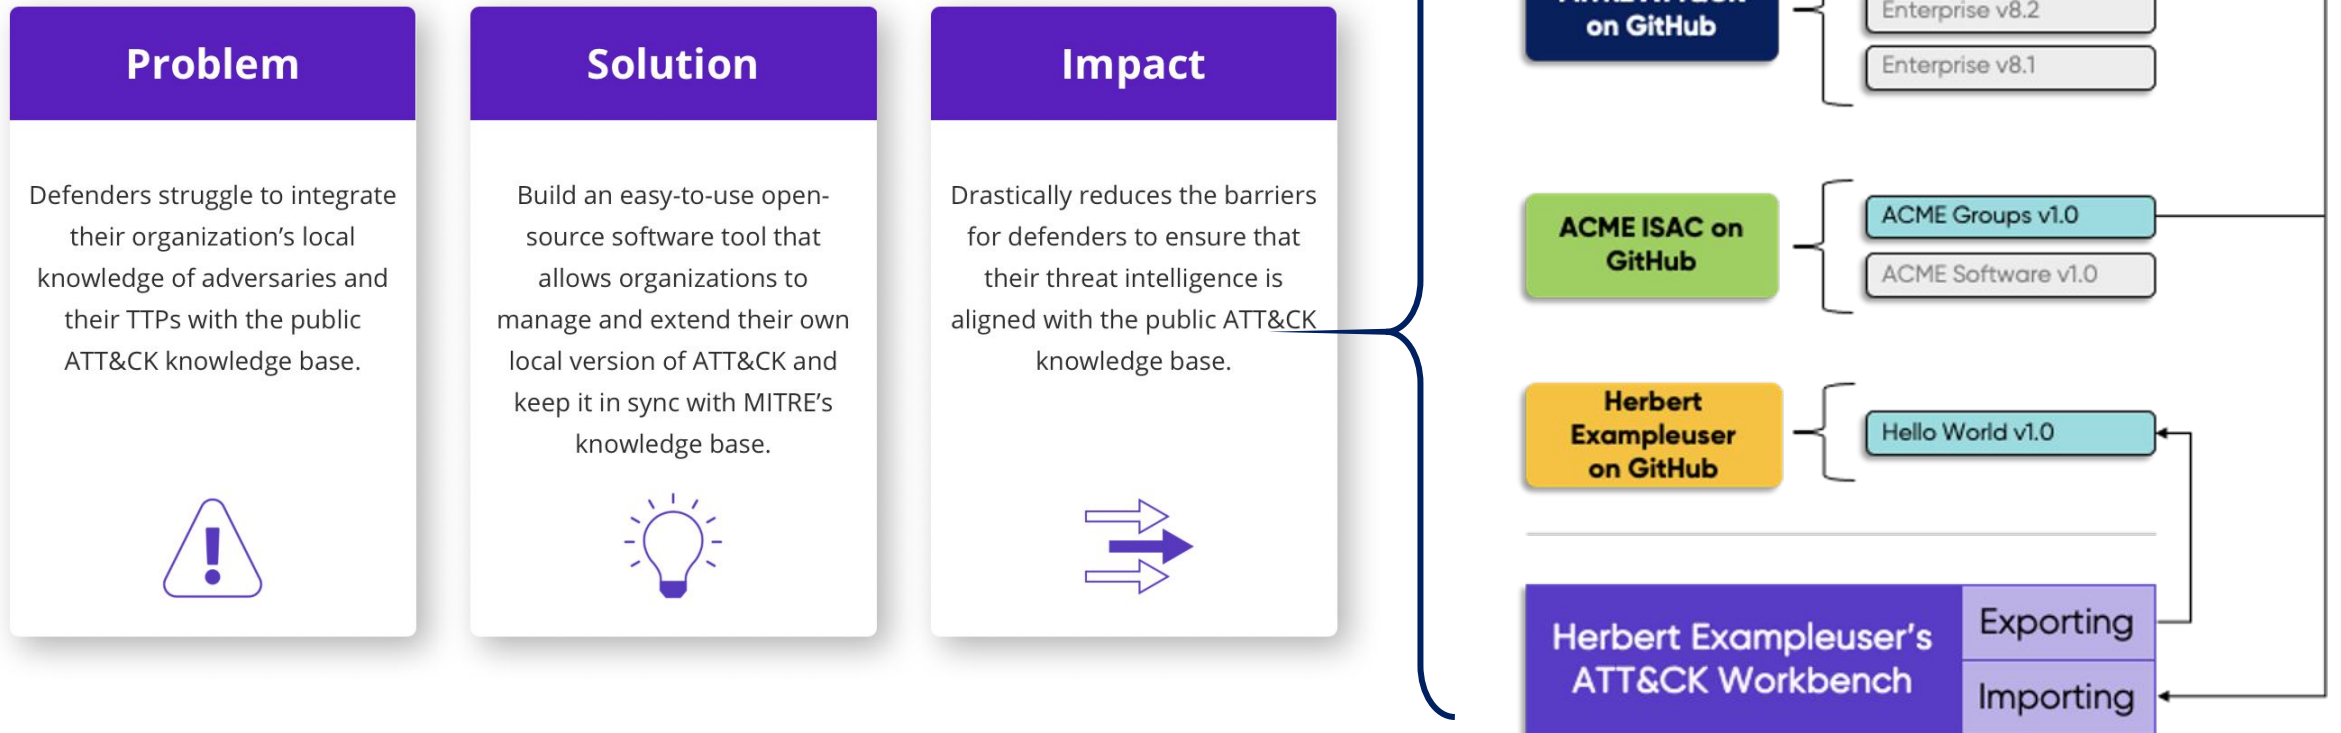 Problem
Defenders struggle to integrate
their organization’s local
knowledge of adversaries and
their TTPs with the public
ATT&CK knowledge base.
Solution
Build an easy-to-use open-
source software tool that
allows organizations to
manage and extend their own
local version of ATT&CK and
keep it in sync with MITRE’s
knowledge base.
Impact
Drastically reduces the barriers
for defenders to ensure that
their threat intelligence is
aligned with the public ATT&CK
knowledge base.
on GitHub
Enterprise v8.2
Enterprise v8.1
ACME ISAC on
GitHub
ACME Groups v1.0
ACME Software v1.0
Herbert
Exampleuser
on GitHub
Hello World v1.0
Herbert Exampleuser’s
ATT&CK Workbench
Exporting
Importing